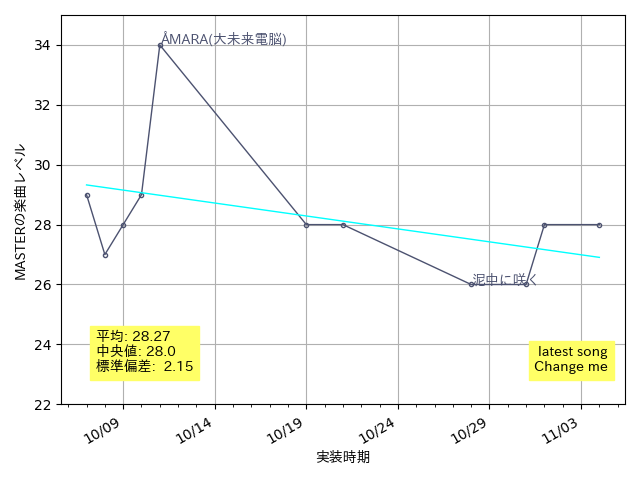 34
32
30
28
26
24
22
MASTERの楽曲レベル
ÅMARA(大未来電脳)
泥中に咲く
平均: 28.27
中央値: 28.0
標準偏差: 2.15
latest song
Change me
10/09
10/14
10/19
10/24
10/29
11/03
実装時期